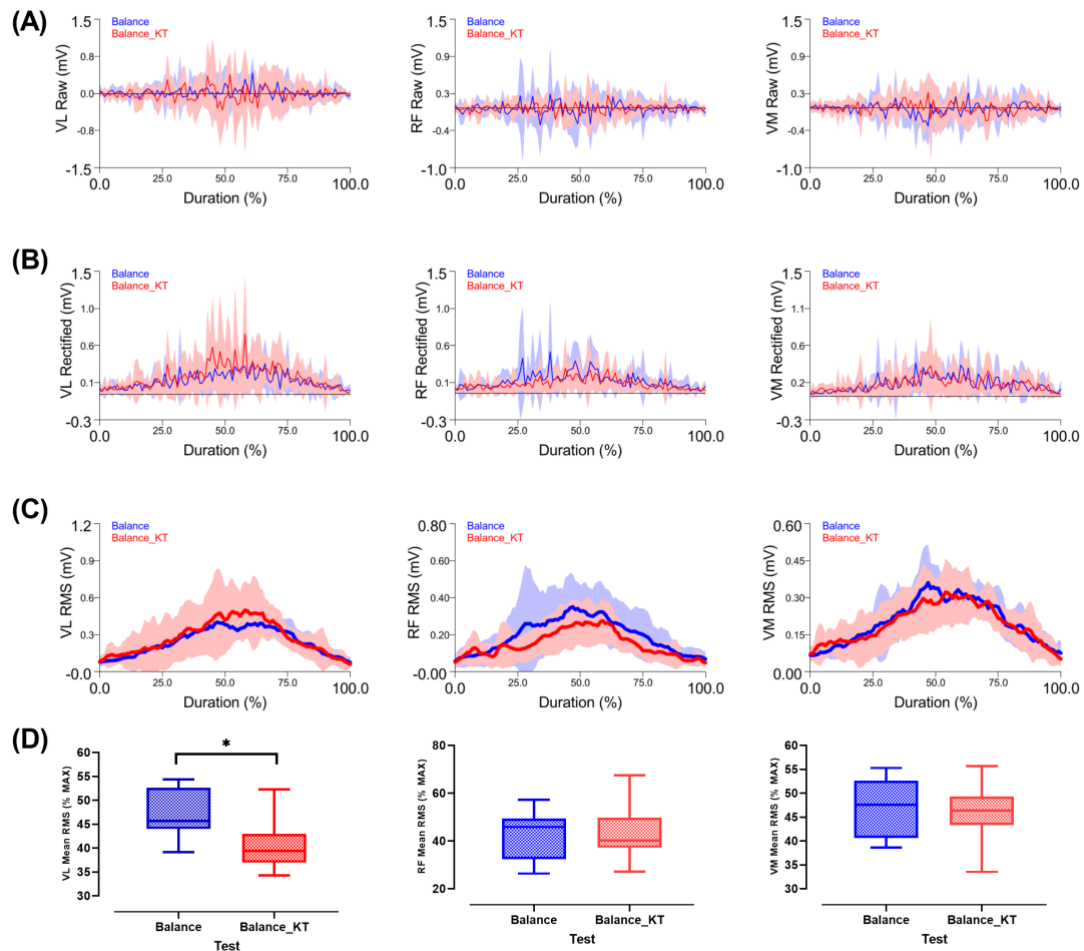 (A)
Balance
Balance_KT
VL Raw (mV)
1.5
0.8
0.0
-0.8
-1.5
0.0
25.0
50.0
75.0
100.0
Duration (%)
Balance
Balance_KT
RF Raw (mV)
1.5
0.9
0.3
-0.4
-1.0
0.0
25.0
50.0
75.0
100.0
Duration (%)
Balance
Balance_KT
VM Raw (mV)
1.5
0.9
0.3
-0.4
-1.0
0.0
25.0
50.0
75.0
100.0
Duration (%)
(B)
Balance
Balance_KT
VL Rectified (mV)
1.5
1.0
0.6
0.1
-0.3
0.0
25.0
50.0
75.0
100.0
Duration (%)
Balance
Balance_KT
RF Rectified (mV)
1.5
1.0
0.6
0.1
-0.3
0.0
25.0
50.0
75.0
100.0
Duration (%)
Balance
Balance_KT
VM Rectified (mV)
1.5
1.1
0.6
0.2
-0.3
0.0
25.0
50.0
75.0
100.0
Duration (%)
(C)
Balance
Balance_KT
VL RMS (mV)
1.2
0.9
0.6
0.3
-0.0
0.0
25.0
50.0
75.0
100.0
Duration (%)
Balance
Balance_KT
RF RMS (mV)
0.80
0.60
0.40
0.20
0.00
0.0
25.0
50.0
75.0
100.0
Duration (%)
Balance
Balance_KT
VM RMS (mV)
0.60
0.45
0.30
0.15
0.00
0.0
25.0
50.0
75.0
100.0
Duration (%)
(D)
VL Mean RMS (% MAX)
60
55
50
45
40
35
30
*
Balance
Balance_KT
Test
RF Mean RMS (% MAX)
80
60
40
20
Balance
Balance_KT
Test
VM Mean RMS (% MAX)
60
55
50
45
40
35
30
Balance
Balance_KT
Test